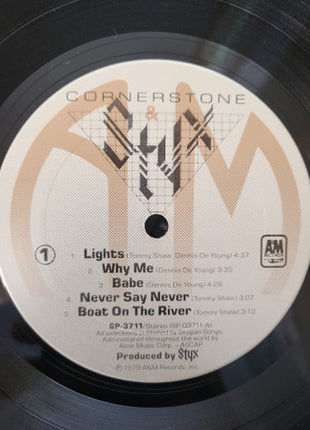 CORNERSTONE
&
A M
Styx
1
A&M
RECORDS
1. Lights (Tommy Shaw, Dennis De Young) 4:37
2. Why Me (Dennis De Young) 3:35
3. Babe (Dennis De Young) 4:26
4. Never Say Never (Tommy Shaw) 3:07
5. Boat On The River (Tommy Shaw) 3:10
SP-3711/Stereo (SP 03711-A)
All selections published by Stygian Songs
Administered throughout the world by
Almo Music Corp. - ASCAP
Produced by Styx
℗ 1979 A&M Records, Inc.